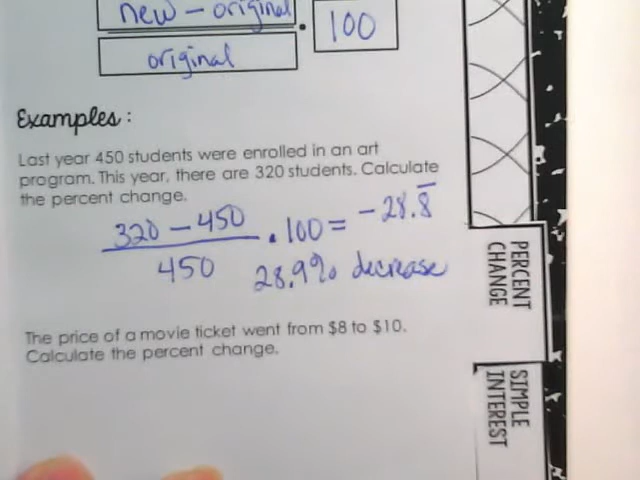 new – original
original
. 100
Examples:
Last year 450 students were enrolled in an art
program. This year, there are 320 students. Calculate
the percent change.
320 – 450
450
. 100 = -28.8̅
28.9% decrease
The price of a movie ticket went from $8 to $10.
Calculate the percent change.
PERCENT
CHANGE
SIMPLE
INTEREST